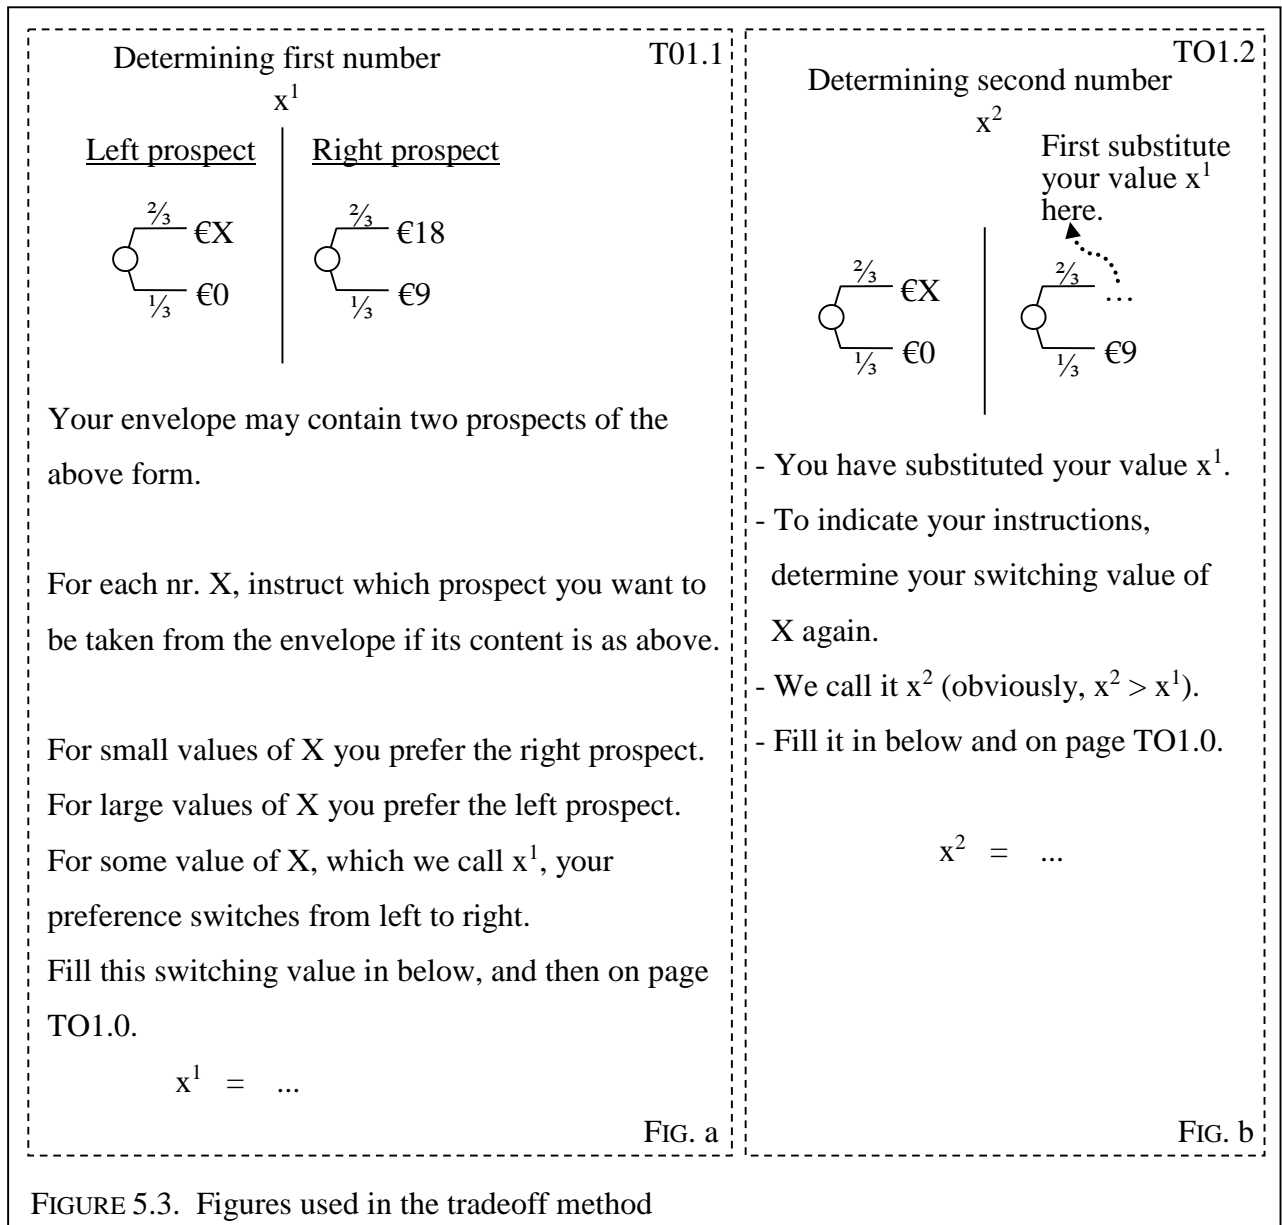 Determining first number T01.1
x¹
Left prospect Right prospect
⅔ €X ⅔ €18
⅓ €0 ⅓ €9
Your envelope may contain two prospects of the
above form.
For each nr. X, instruct which prospect you want to
be taken from the envelope if its content is as above.
For small values of X you prefer the right prospect.
For large values of X you prefer the left prospect.
For some value of X, which we call x¹, your
preference switches from left to right.
Fill this switching value in below, and then on page
TO1.0.
x¹ = ...
FIG. a
TO1.2
Determining second number
x²
First substitute
your value x¹
here.
⅔ €X ⅔ ...
⅓ €0 ⅓ €9
- You have substituted your value x¹.
- To indicate your instructions,
determine your switching value of
X again.
- We call it x² (obviously, x² > x¹).
- Fill it in below and on page TO1.0.
x² = ...
FIG. b
FIGURE 5.3. Figures used in the tradeoff method